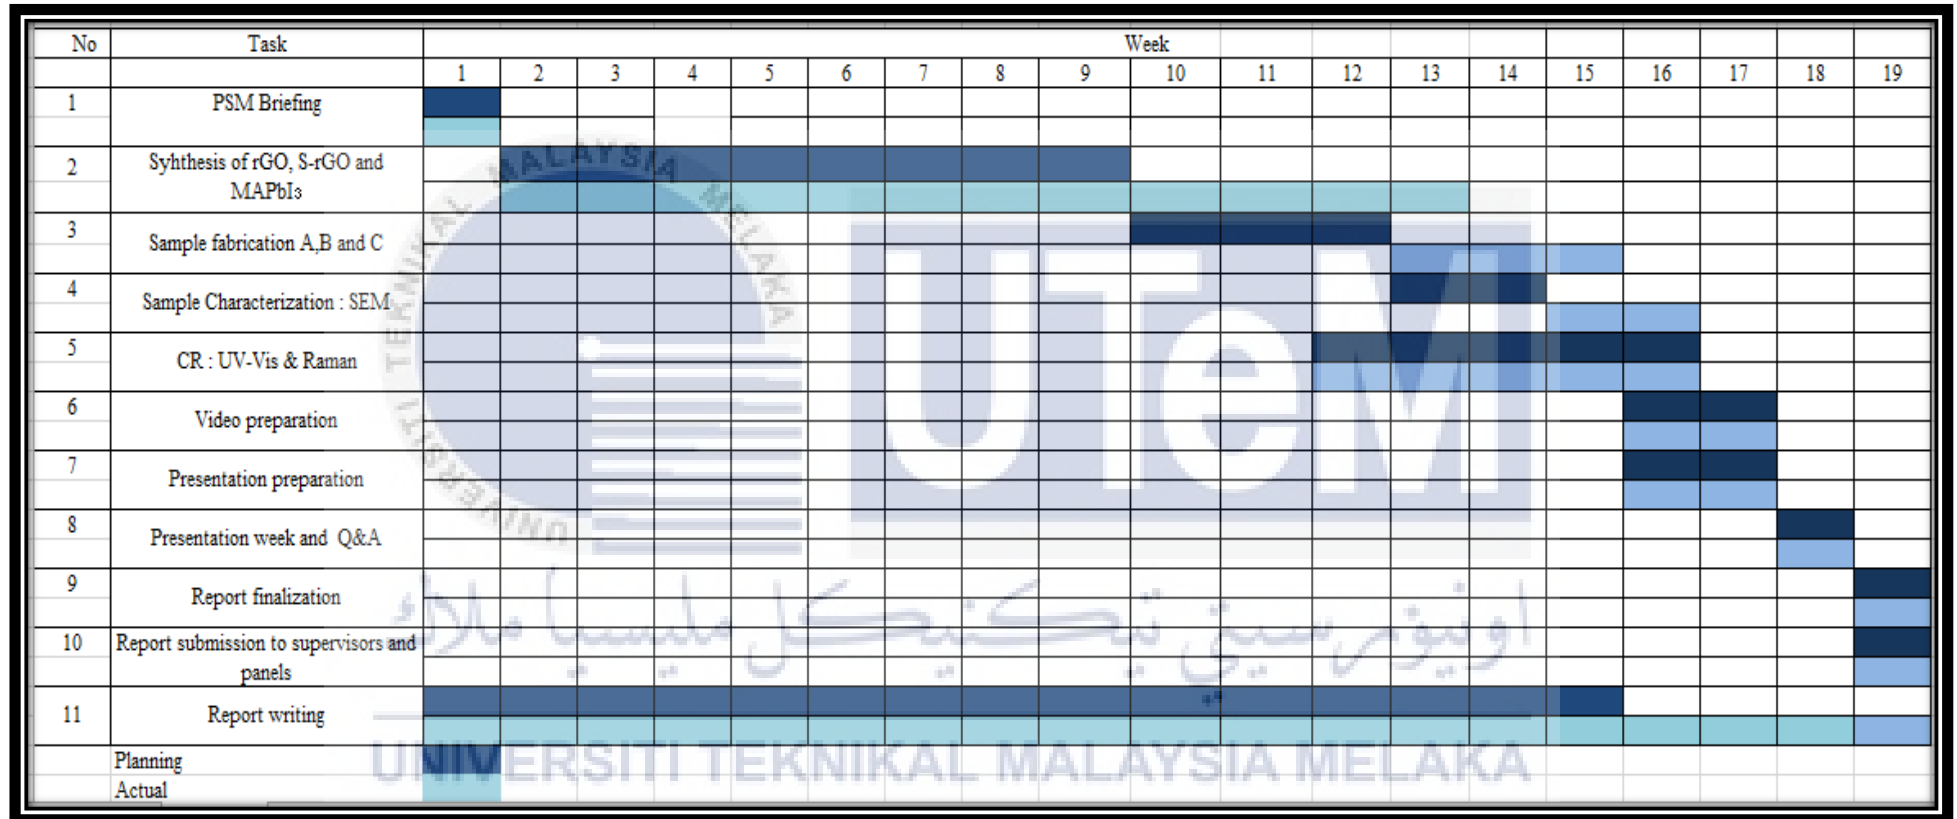 No Task Week
1 2 3 4 5 6 7 8 9 10 11 12 13 14 15 16 17 18 19
1 PSM Briefing
2 Syhthesis of rGO, S-rGO and
MAPbI₃
3 Sample fabrication A,B and C
4 Sample Characterization : SEM
5 CR : UV-Vis & Raman
6 Video preparation
7 Presentation preparation
8 Presentation week and Q&A
9 Report finalization
10 Report submission to supervisors and
panels
11 Report writing
Planning
Actual
UNIVERSITI TEKNIKAL MALAYSIA MELAKA
UTeM
اونيۏرسيتي تيكنيكل مليسيا ملاك
UNIVERSITI TEKNIKAL MALAYSIA MELAKA